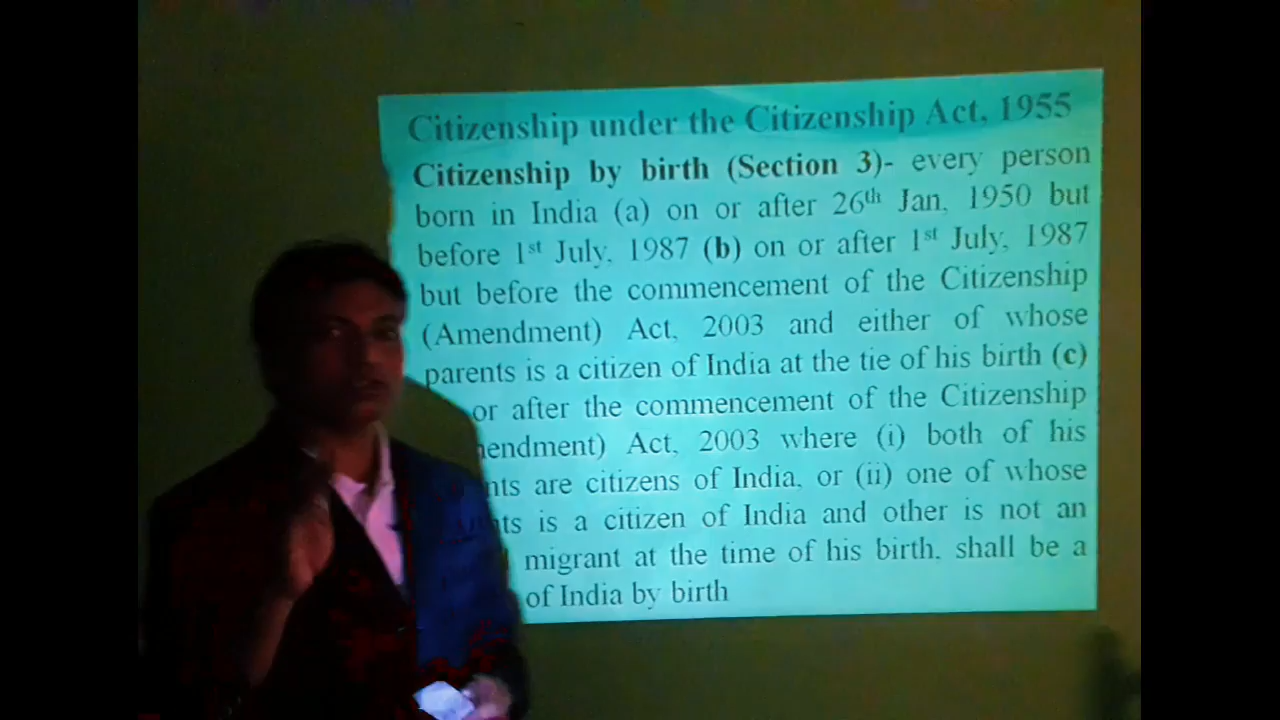 Citizenship under the Citizenship Act, 1955
Citizenship by birth (Section 3)- every person
born in India (a) on or after 26th Jan, 1950 but
before 1st July, 1987 (b) on or after 1st July, 1987
but before the commencement of the Citizenship
(Amendment) Act, 2003 and either of whose
parents is a citizen of India at the tie of his birth (c)
or after the commencement of the Citizenship
Act, 2003 where (i) both of his
are citizens of India, or (ii) one of whose
is a citizen of India and other is not an
migrant at the time of his birth, shall be a
of India by birth